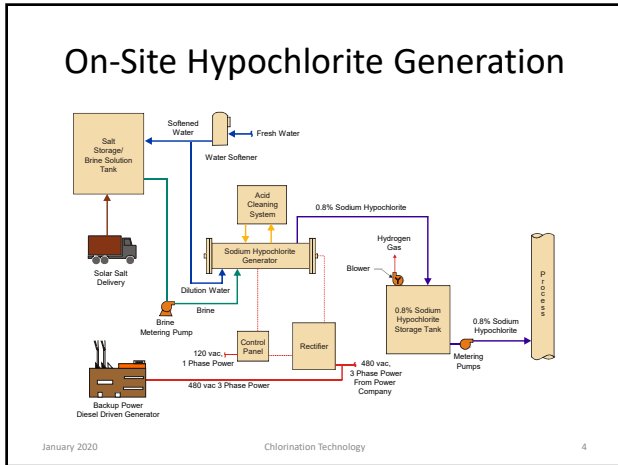 On-Site Hypochlorite Generation
Softened
Water
Fresh Water
Salt
Storage/
Brine Solution
Tank
Water Softener
Acid
Cleaning
System
0.8% Sodium Hypochlorite
Hydrogen
Gas
Sodium Hypochlorite
Generator
Solar Salt
Delivery
Blower
Dilution Water
Brine
Brine
Metering Pump
0.8% Sodium
Hypochlorite
Storage Tank
0.8% Sodium
Hypochlorite
Process
Control
Panel
Rectifier
Metering
Pumps
120 vac,
1 Phase Power
480 vac,
3 Phase Power
From Power
Company
480 vac 3 Phase Power
Backup Power
Diesel Driven Generator
January 2020
Chlorination Technology
4